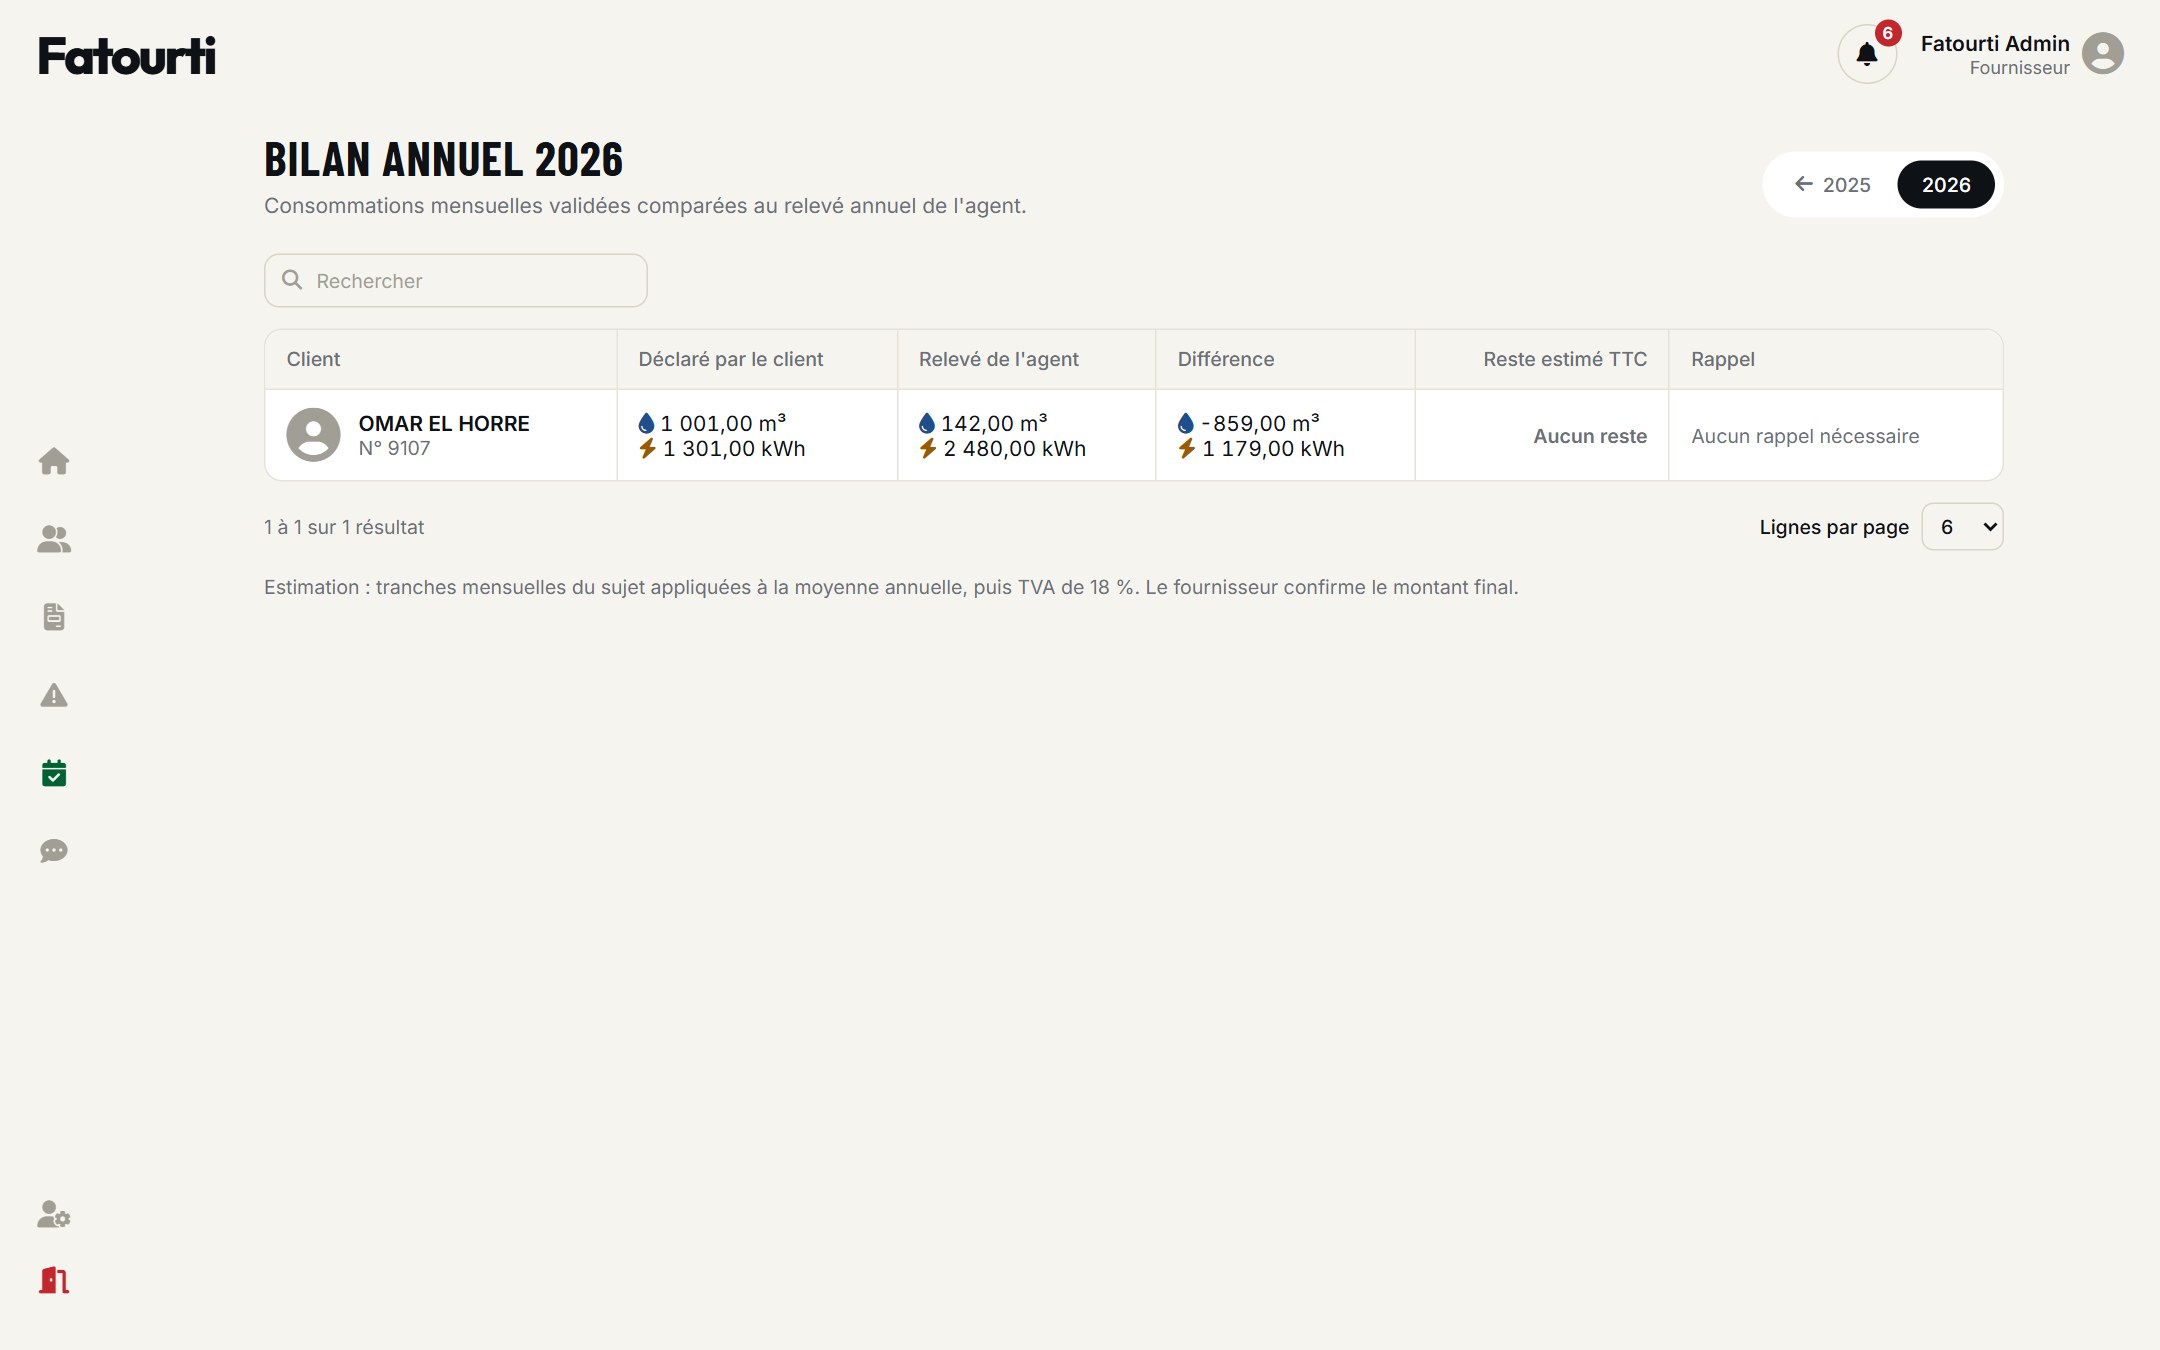 Fatourti
6
Fatourti Admin
Fournisseur
BILAN ANNUEL 2026
Consommations mensuelles validées comparées au relevé annuel de l'agent.
← 2025
2026
Rechercher
Client
Déclaré par le client
Relevé de l'agent
Différence
Reste estimé TTC
Rappel
OMAR EL HORRE
N° 9107
1 001,00 m³
1 301,00 kWh
142,00 m³
2 480,00 kWh
-859,00 m³
1 179,00 kWh
Aucun reste
Aucun rappel nécessaire
1 à 1 sur 1 résultat
Lignes par page
6
Estimation : tranches mensuelles du sujet appliquées à la moyenne annuelle, puis TVA de 18 %. Le fournisseur confirme le montant final.